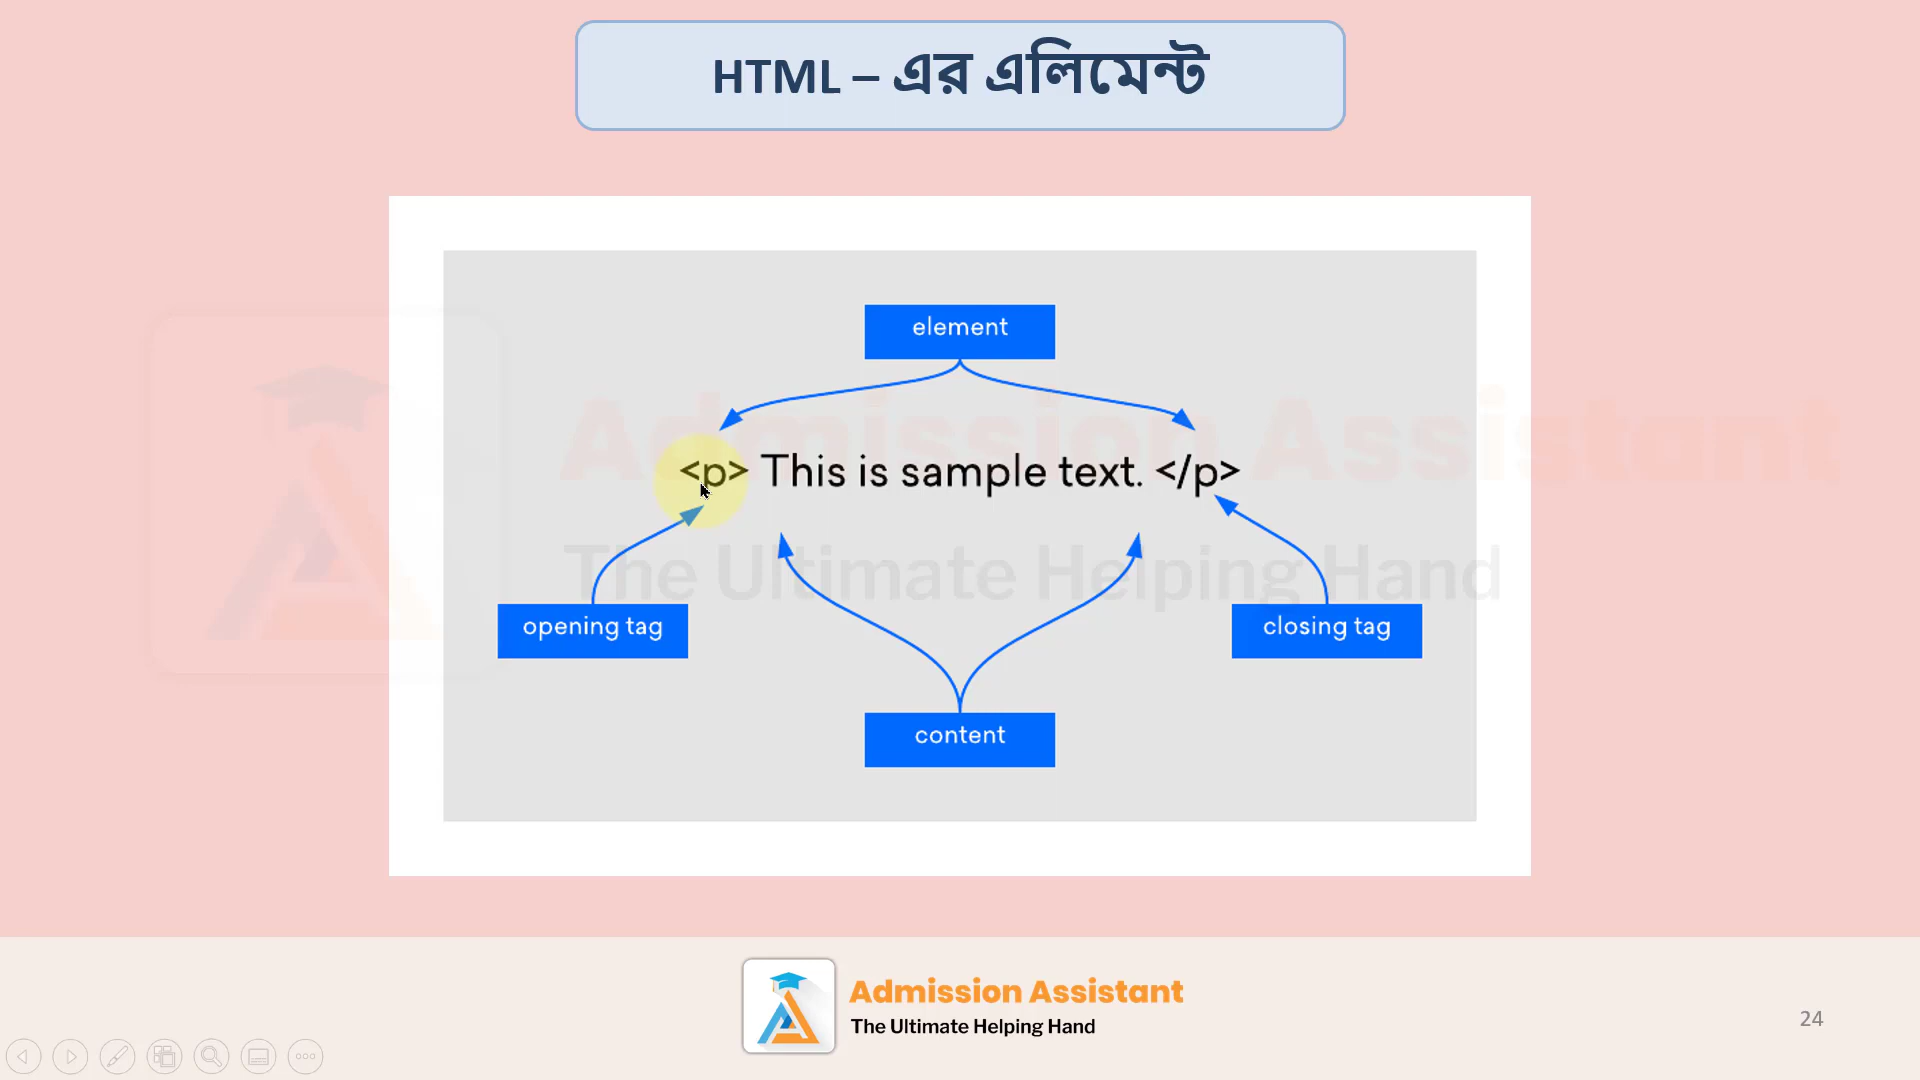 HTML – এর এলিমেন্ট
element
<p> This is sample text. </p>
opening tag
closing tag
content
Admission Assistant
The Ultimate Helping Hand
Admission Assistant
The Ultimate Helping Hand
24